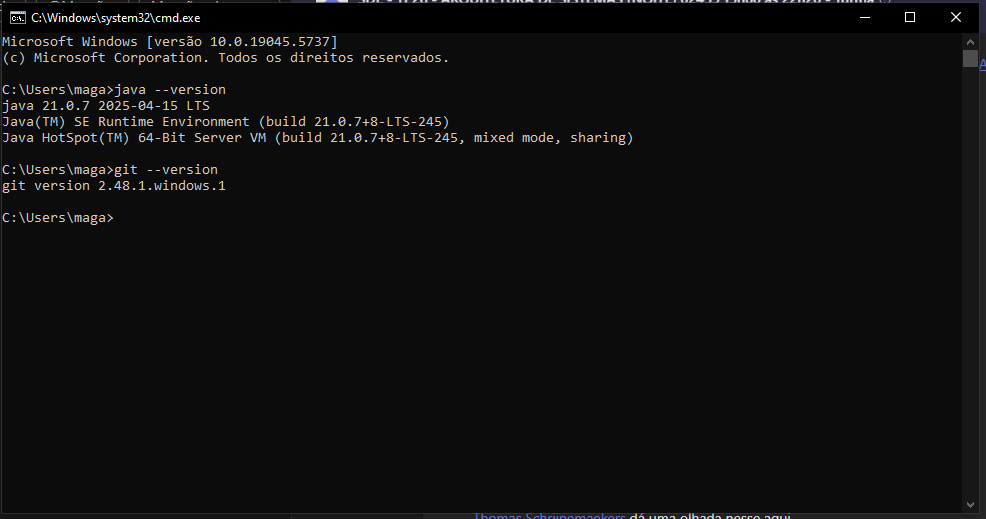 C:\Windows\system32\cmd.exe
Microsoft Windows [versão 10.0.19045.5737]
(c) Microsoft Corporation. Todos os direitos reservados.
C:\Users\maga>java --version
java 21.0.7 2025-04-15 LTS
Java(TM) SE Runtime Environment (build 21.0.7+8-LTS-245)
Java HotSpot(TM) 64-Bit Server VM (build 21.0.7+8-LTS-245, mixed mode, sharing)
C:\Users\maga>git --version
git version 2.48.1.windows.1
C:\Users\maga>
Thomas Schrijnemaekers dá uma olhada nesse aqui